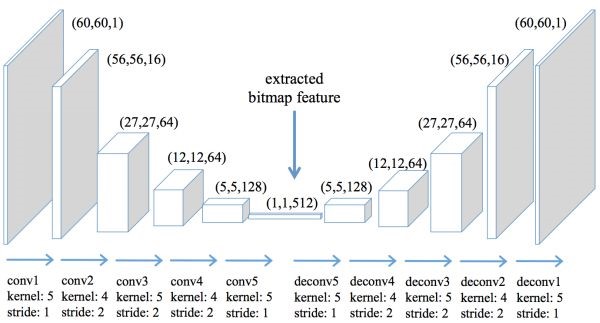 (60,60,1)
(56,56,16)
(27,27,64)
(12,12,64)
(5,5,128)
extracted
bitmap feature
(1,1,512)
(5,5,128)
(12,12,64)
(27,27,64)
(56,56,16)
(60,60,1)
conv1
kernel: 5
stride: 1
conv2
kernel: 4
stride: 2
conv3
kernel: 5
stride: 2
conv4
kernel: 4
stride: 2
conv5
kernel: 5
stride: 1
deconv5
kernel: 5
stride: 1
deconv4
kernel: 4
stride: 2
deconv3
kernel: 5
stride: 2
deconv2
kernel: 4
stride: 2
deconv1
kernel: 5
stride: 1